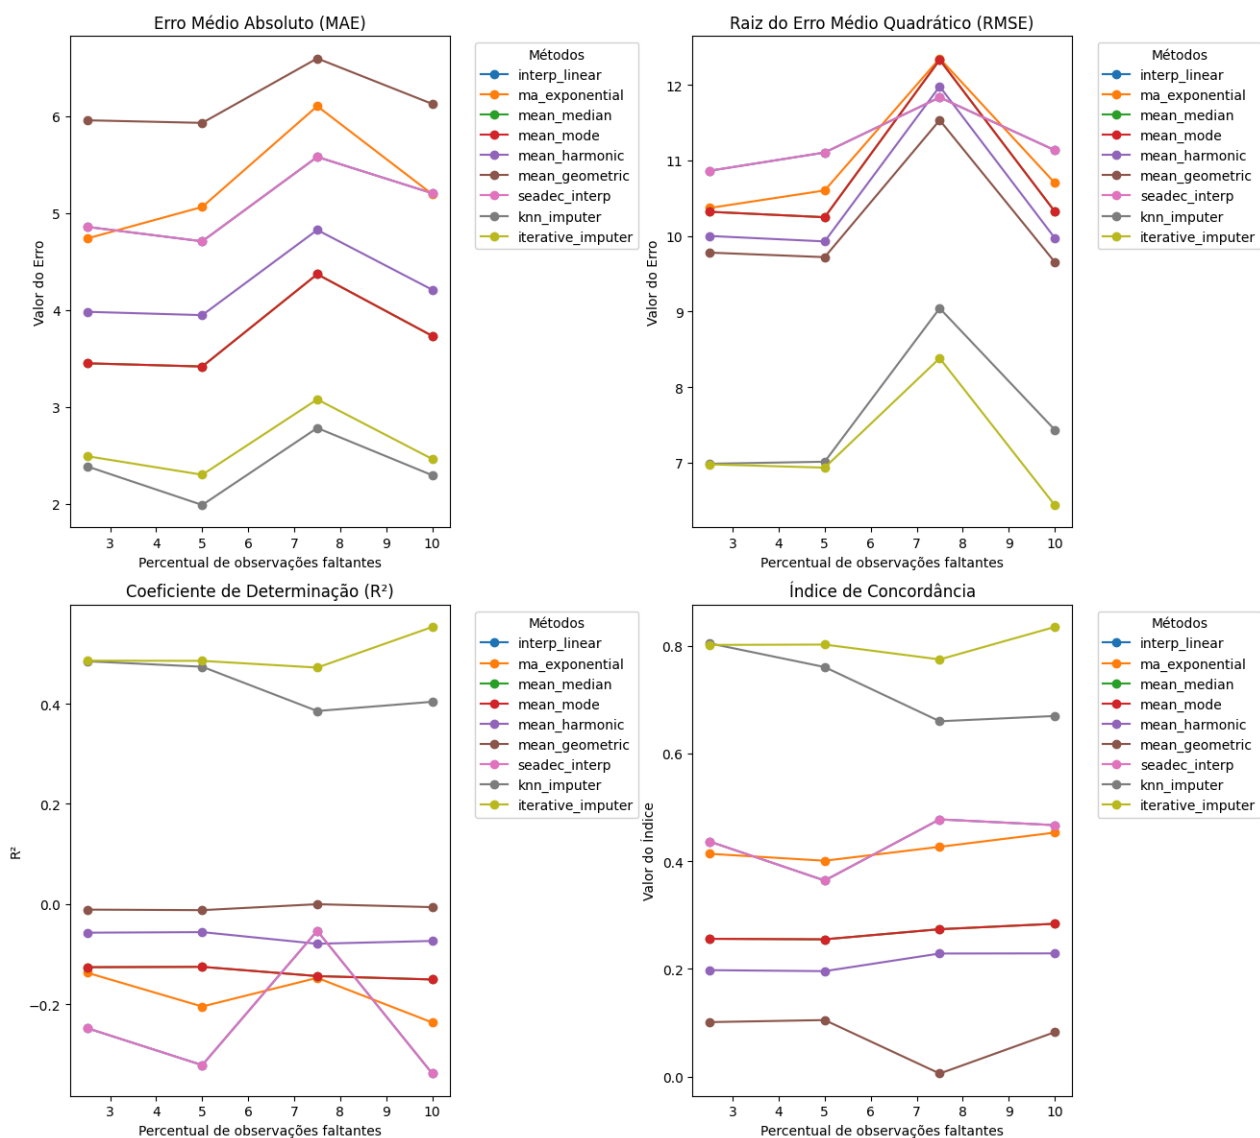 Erro Médio Absoluto (MAE)
Valor do Erro
6
5
4
3
2
3 4 5 6 7 8 9 10
Percentual de observações faltantes
Métodos
interp_linear
ma_exponential
mean_median
mean_mode
mean_harmonic
mean_geometric
seadec_interp
knn_imputer
iterative_imputer
Raiz do Erro Médio Quadrático (RMSE)
Valor do Erro
12
11
10
9
8
7
3 4 5 6 7 8 9 10
Percentual de observações faltantes
Métodos
interp_linear
ma_exponential
mean_median
mean_mode
mean_harmonic
mean_geometric
seadec_interp
knn_imputer
iterative_imputer
Coeficiente de Determinação (R²)
R²
0.4
0.2
0.0
−0.2
3 4 5 6 7 8 9 10
Percentual de observações faltantes
Métodos
interp_linear
ma_exponential
mean_median
mean_mode
mean_harmonic
mean_geometric
seadec_interp
knn_imputer
iterative_imputer
Índice de Concordância
Valor do Índice
0.8
0.6
0.4
0.2
0.0
3 4 5 6 7 8 9 10
Percentual de observações faltantes
Métodos
interp_linear
ma_exponential
mean_median
mean_mode
mean_harmonic
mean_geometric
seadec_interp
knn_imputer
iterative_imputer